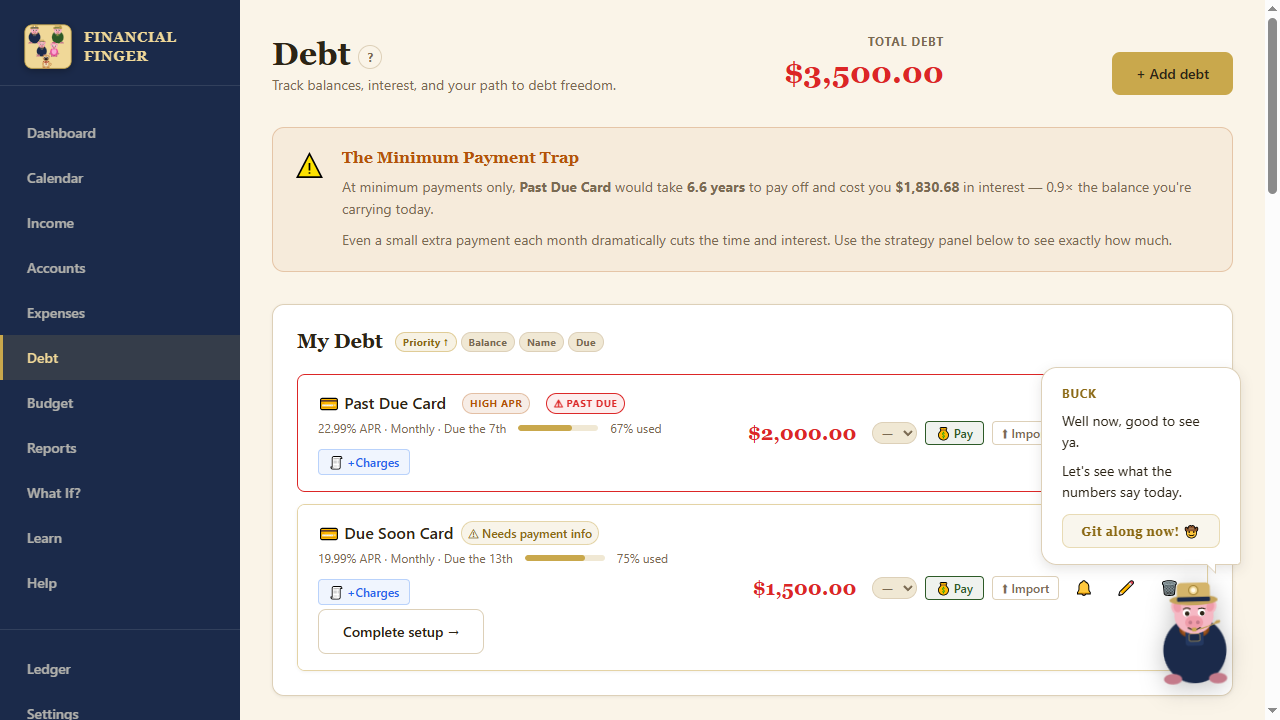 FINANCIAL
FINGER
Dashboard
Calendar
Income
Accounts
Expenses
Debt
Budget
Reports
What If?
Learn
Help
Ledger
Settings
Debt ?
Track balances, interest, and your path to debt freedom.
TOTAL DEBT
$3,500.00
+ Add debt
The Minimum Payment Trap
At minimum payments only, Past Due Card would take 6.6 years to pay off and cost you $1,830.68 in interest — 0.9× the balance you're
carrying today.
Even a small extra payment each month dramatically cuts the time and interest. Use the strategy panel below to see exactly how much.
My Debt Priority ↑ Balance Name Due
Past Due Card HIGH APR ⚠ PAST DUE
22.99% APR · Monthly · Due the 7th 67% used
+Charges
$2,000.00 — Pay ⬆ Impo
Due Soon Card ⚠ Needs payment info
19.99% APR · Monthly · Due the 13th 75% used
+Charges
Complete setup →
$1,500.00 — Pay ⬆ Import
BUCK
Well now, good to see
ya.
Let's see what the
numbers say today.
Git along now! 🤠